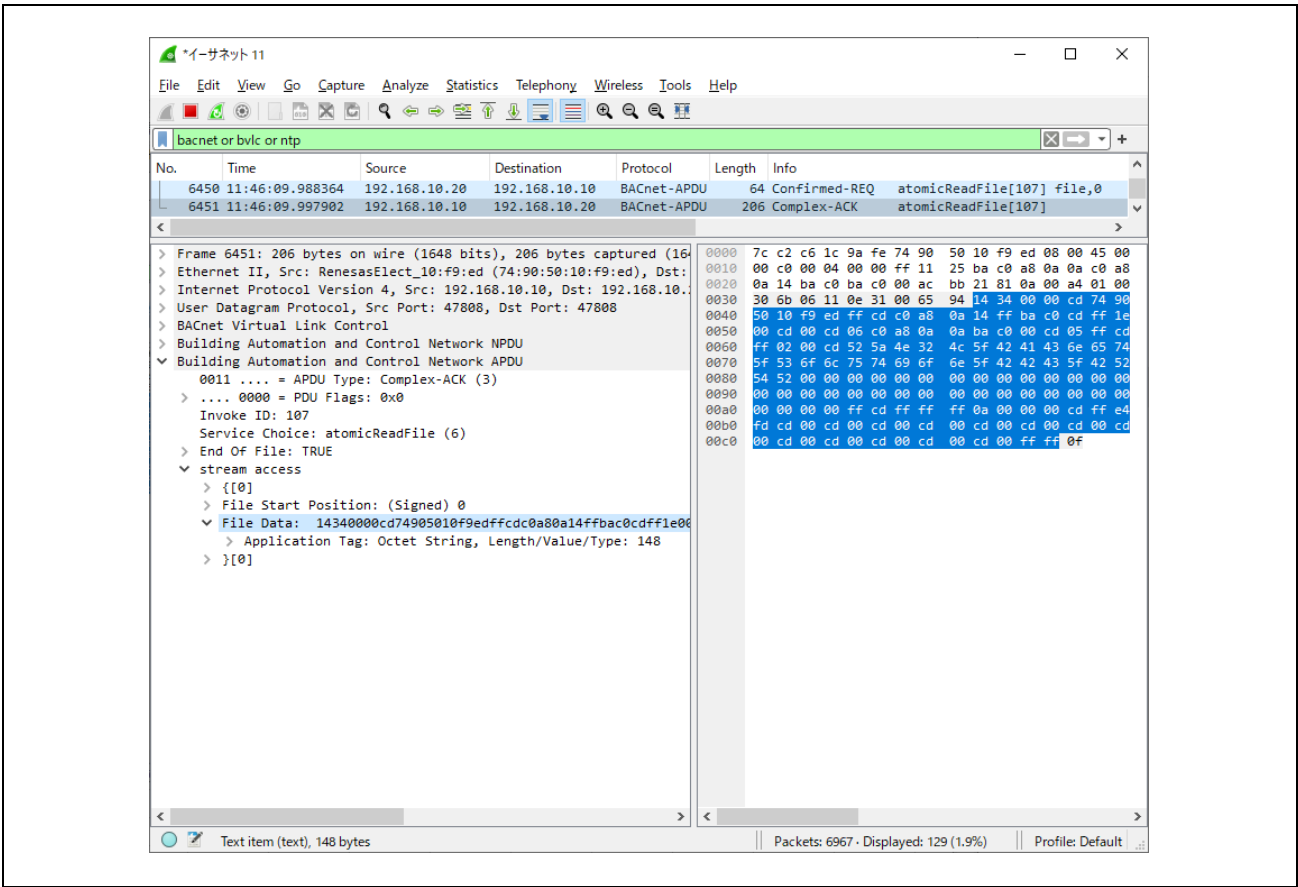 *イーサネット 11
File Edit View Go Capture Analyze Statistics Telephony Wireless Tools Help
bacnet or bvlc or ntp
No. Time Source Destination Protocol Length Info
6450 11:46:09.988364 192.168.10.20 192.168.10.10 BACnet-APDU 64 Confirmed-REQ atomicReadFile[107] file,0
6451 11:46:09.997902 192.168.10.10 192.168.10.20 BACnet-APDU 206 Complex-ACK atomicReadFile[107]
> Frame 6451: 206 bytes on wire (1648 bits), 206 bytes captured (164
> Ethernet II, Src: RenesasElect_10:f9:ed (74:90:50:10:f9:ed), Dst:
> Internet Protocol Version 4, Src: 192.168.10.10, Dst: 192.168.10.
> User Datagram Protocol, Src Port: 47808, Dst Port: 47808
> BACnet Virtual Link Control
> Building Automation and Control Network NPDU
Building Automation and Control Network APDU
0011 .... = APDU Type: Complex-ACK (3)
> .... 0000 = PDU Flags: 0x0
Invoke ID: 107
Service Choice: atomicReadFile (6)
> End Of File: TRUE
stream access
> {[0]
> File Start Position: (Signed) 0
File Data: 14340000cd74905010f9edffcdc0a80a14ffbac0cdff1e00
> Application Tag: Octet String, Length/Value/Type: 148
> }[0]
0000 7c c2 c6 1c 9a fe 74 90 50 10 f9 ed 08 00 45 00
0010 00 c0 00 04 00 00 ff 11 25 ba c0 a8 0a 0a c0 a8
0020 0a 14 ba c0 ba c0 00 ac bb 21 81 0a 00 a4 01 00
0030 30 6b 06 11 0e 31 00 65 94 14 34 00 00 cd 74 90
0040 50 10 f9 ed ff cd c0 a8 0a 14 ff ba c0 cd ff 1e
0050 00 cd 00 cd 06 c0 a8 0a 0a ba c0 00 cd 05 ff cd
0060 ff 02 00 cd 52 5a 4e 32 4c 5f 42 41 43 6e 65 74
0070 5f 53 6f 6c 75 74 69 6f 6e 5f 42 42 43 5f 42 52
0080 54 52 00 00 00 00 00 00 00 00 00 00 00 00 00 00
0090 00 00 00 00 00 00 00 00 00 00 00 00 00 00 00 00
00a0 00 00 00 00 ff cd ff ff ff 0a 00 00 00 cd ff e4
00b0 fd cd 00 cd 00 cd 00 cd 00 cd 00 cd 00 cd 00 cd
00c0 00 cd 00 cd 00 cd 00 cd 00 cd 00 ff ff 0f
Text item (text), 148 bytes
Packets: 6967 · Displayed: 129 (1.9%)
Profile: Default